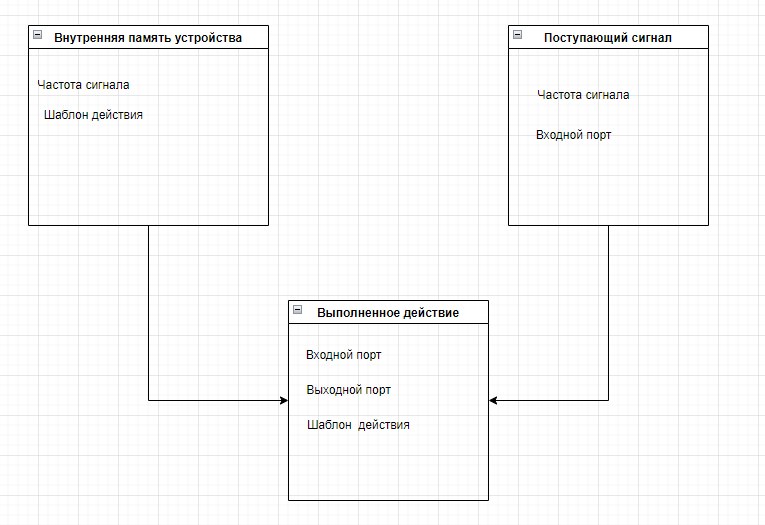 Внутренняя память устройства
Частота сигнала
Шаблон действия
Поступающий сигнал
Частота сигнала
Входной порт
Выполненное действие
Входной порт
Выходной порт
Шаблон действия